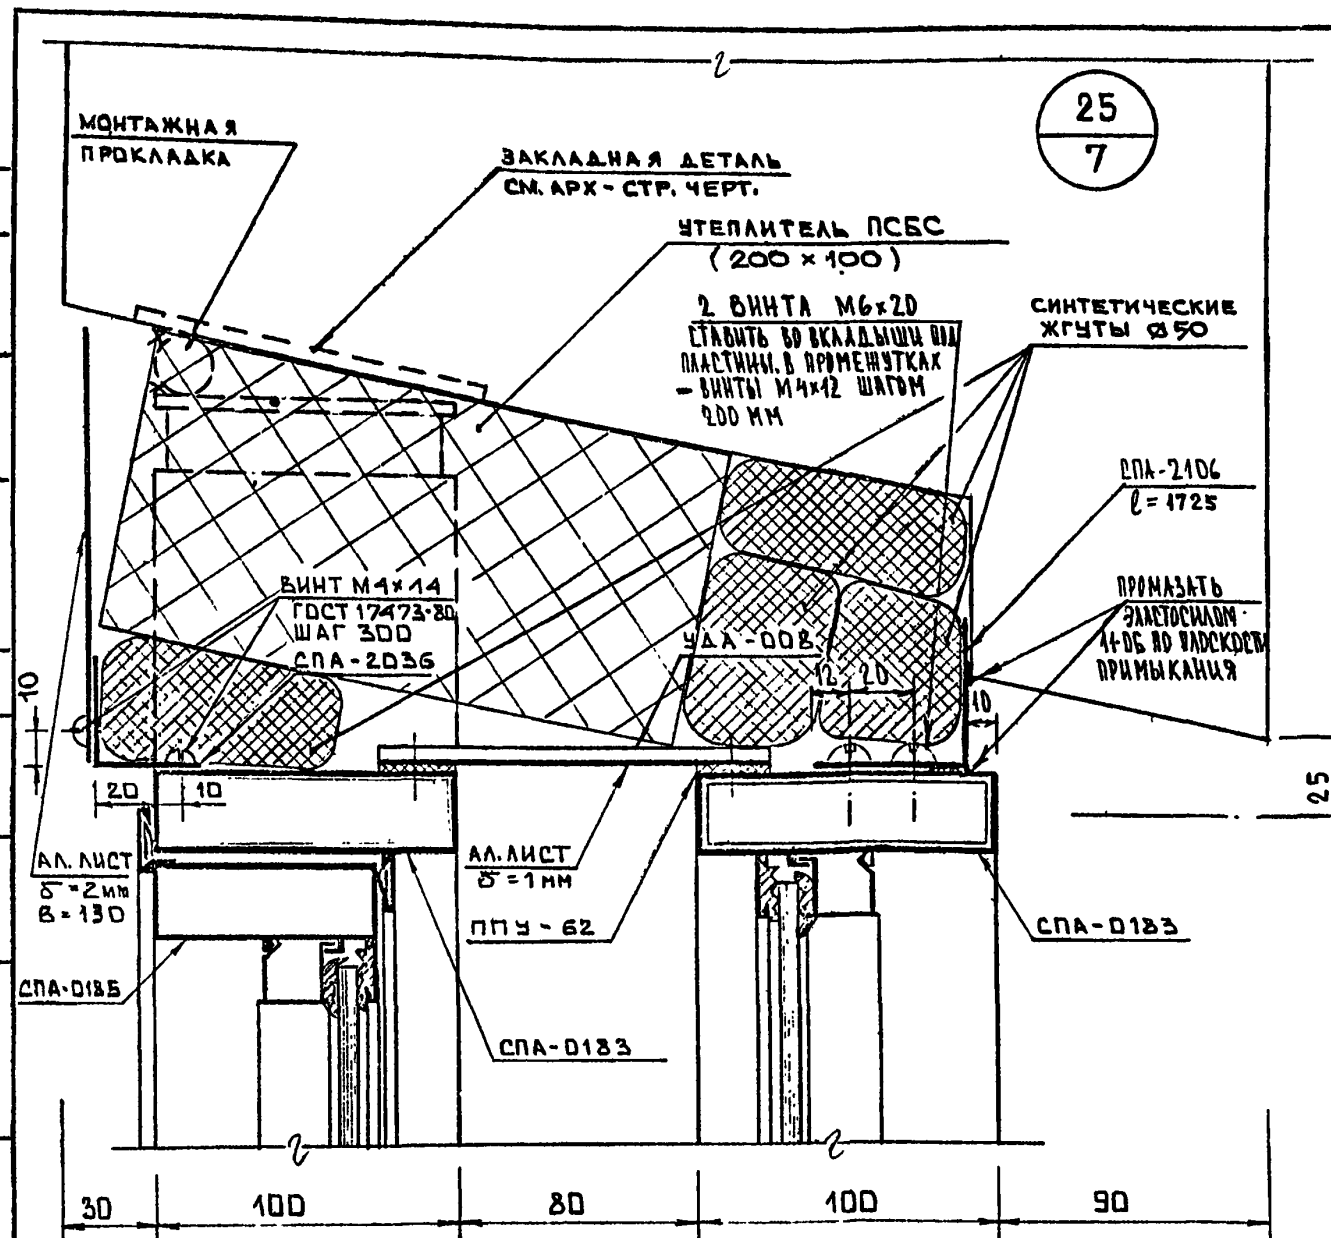 25
7
МОНТАЖНАЯ
ПРОКЛАДКА
ЗАКЛАДНАЯ ДЕТАЛЬ
СМ. АРХ-СТР. ЧЕРТ.
УТЕПЛИТЕЛЬ ПСБС
(200 × 100)
2 ВИНТА М6×20
СТАВИТЬ ВО ВКЛАДЫШИ ПОД
ПЛАСТИНЫ. В ПРОМЕЖУТКАХ
- ВИНТЫ М4×12 ШАГОМ
200 ММ
СИНТЕТИЧЕСКИЕ
ЖГУТЫ Ø50
СПА-2106
ℓ = 1725
ПРОМАЗАТЬ
ЭЛАСТОСИЛОМ
11-06 ПО ПЛОСКОСТИ
ПРИМЫКАНИЯ
ВИНТ М4×14
ГОСТ 17473-80
ШАГ 300
СПА-2036
УДА-008
12
20
10
10
20
10
25
АЛ. ЛИСТ
δ = 2 мм
В = 130
АЛ. ЛИСТ
δ = 1 ММ
ППУ - 62
СПА-0183
СПА-0185
СПА-0183
30
100
80
100
90